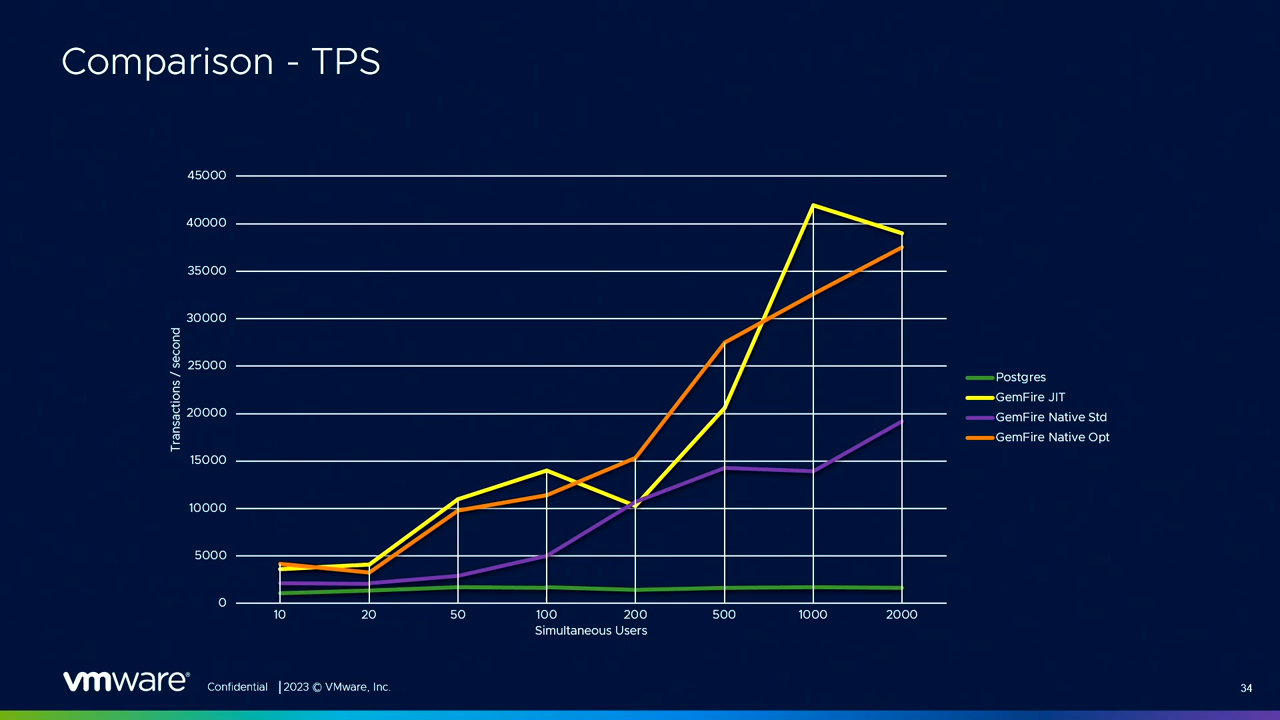 Comparison - TPS
45000
40000
35000
30000
25000
20000
15000
10000
5000
0
Transactions / second
10 20 50 100 200 500 1000 2000
Simultaneous Users
Postgres
GemFire JIT
GemFire Native Std
GemFire Native Opt
vmware®
Confidential | 2023 © VMware, Inc.
34